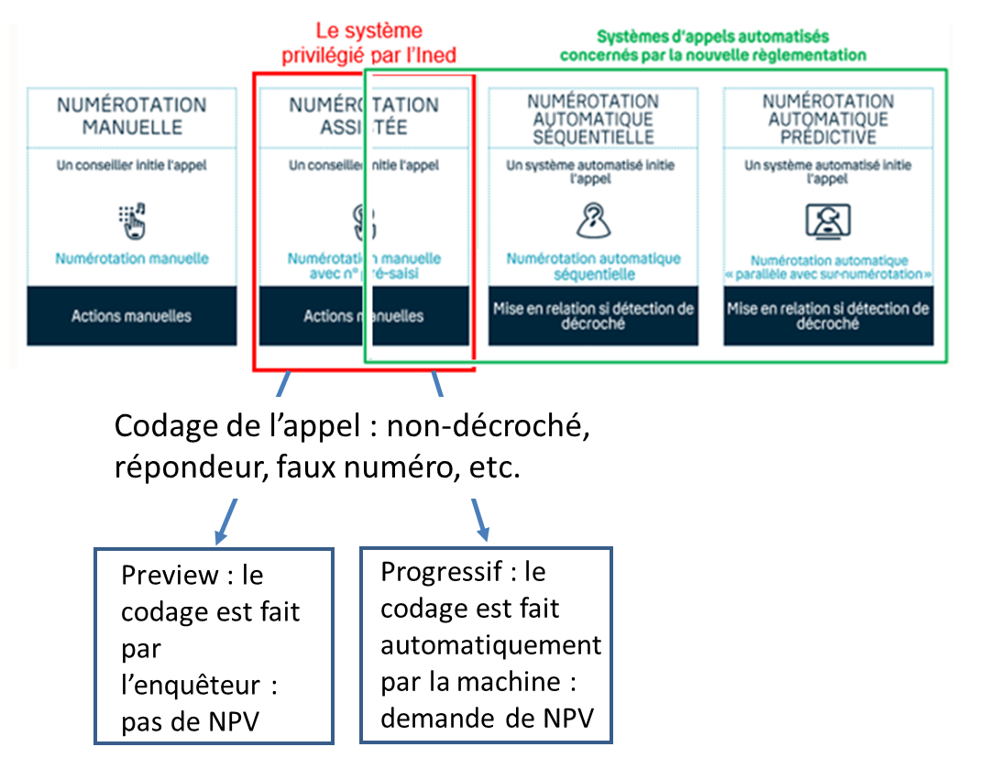 Le système
privilégié par l'Ined
Systèmes d'appels automatisés
concernés par la nouvelle règlementation
NUMÉROTATION
MANUELLE
Un conseiller initie l'appel
Numérotation manuelle
Actions manuelles
NUMÉROTATION
ASSISTÉE
Un conseiller initie l'appel
Numérotation manuelle
avec n° pré-saisi
Actions manuelles
NUMÉROTATION
AUTOMATIQUE
SÉQUENTIELLE
Un système automatisé initie
l'appel
Numérotation automatique
séquentielle
Mise en relation si détection de
décroché
NUMÉROTATION
AUTOMATIQUE
PRÉDICTIVE
Un système automatisé initie
l'appel
Numérotation automatique
« parallèle avec sur-numérotation »
Mise en relation si détection de
décroché
Codage de l'appel : non-décroché,
répondeur, faux numéro, etc.
Preview : le
codage est fait
par
l'enquêteur :
pas de NPV
Progressif : le
codage est fait
automatiquement
par la machine :
demande de NPV